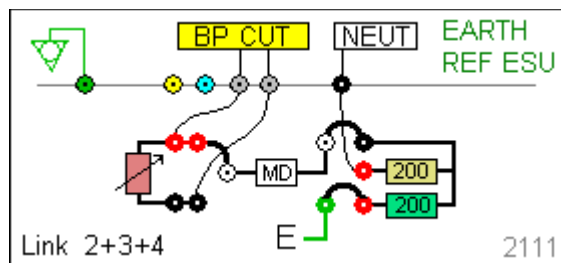 BP CUT
NEUT
EARTH
REF ESU
MD
200
200
E
Link 2+3+4
2111